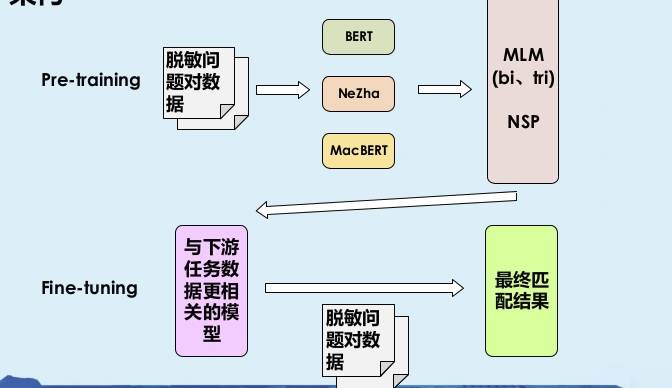 Pre-training
脱敏问
题对数
据
BERT
NeZha
MacBERT
MLM
(bi、tri)
NSP
Fine-tuning
与下游
任务数
据更相
关的模
型
脱敏问
题对数
据
最终匹
配结果